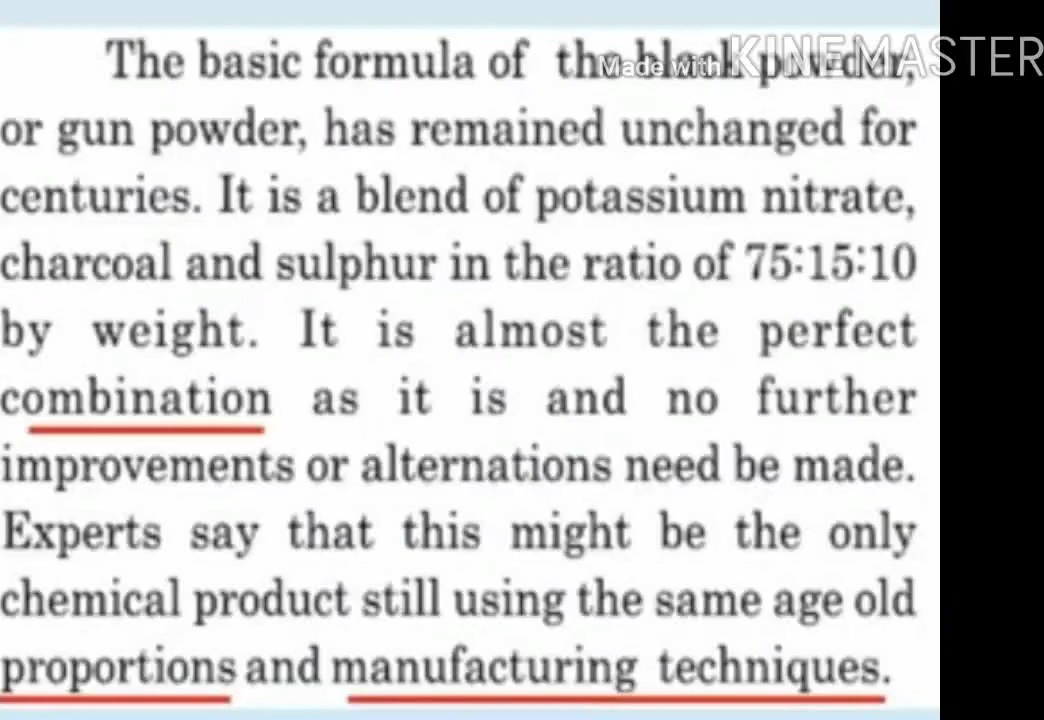 The basic formula of the black powder,
Made with KINEMASTER
or gun powder, has remained unchanged for
centuries. It is a blend of potassium nitrate,
charcoal and sulphur in the ratio of 75:15:10
by weight. It is almost the perfect
combination as it is and no further
improvements or alternations need be made.
Experts say that this might be the only
chemical product still using the same age old
proportions and manufacturing techniques.